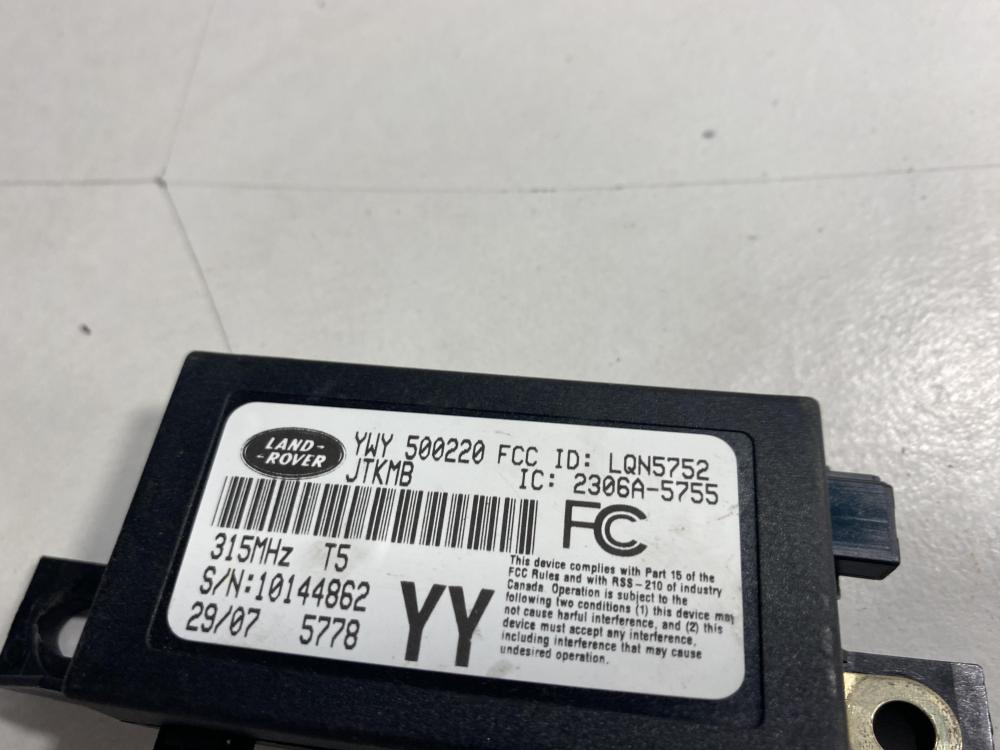 LAND-
-ROVER
YWY 500220 FCC ID: LQN5752
JTKMB IC: 2306A-5755
FC
315MHz T5
S/N:10144862
29/07 5778
YY
This device complies with Part 15 of the
FCC Rules and with RSS-210 of industry
Canada. Operation is subject to the
following two conditions (1) this device may
not cause harful interference, and (2) this
device must accept any interference,
including interference that may cause
undesired operation.